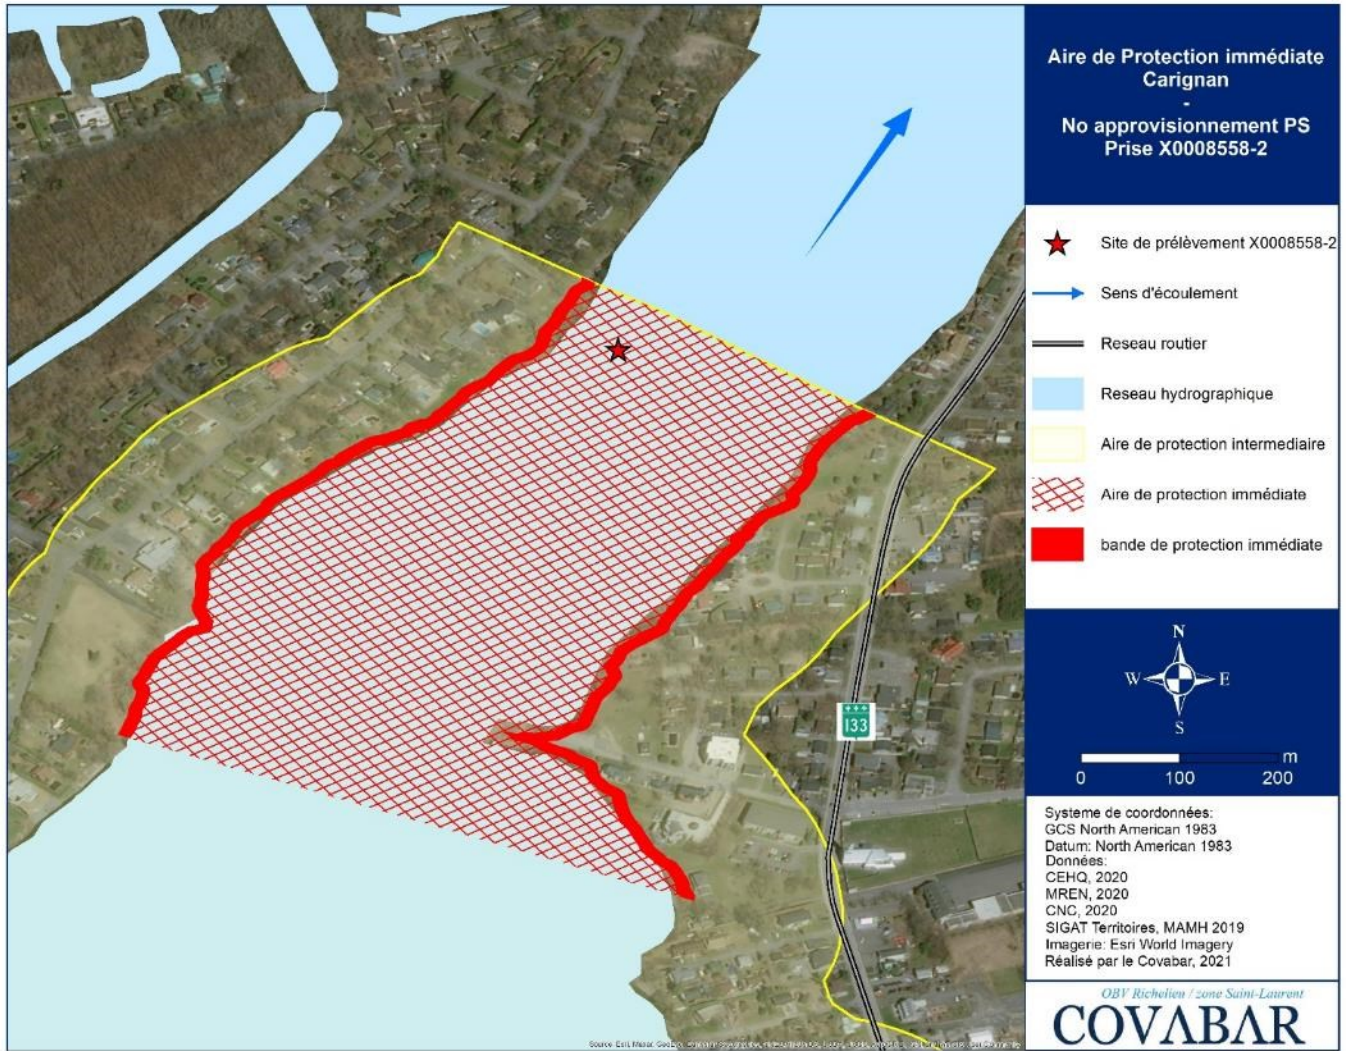 Aire de Protection immédiate
Carignan
-
No approvisionnement PS
Prise X0008558-2
Site de prélèvement X0008558-2
Sens d'écoulement
Reseau routier
Reseau hydrographique
Aire de protection intermediaire
Aire de protection immédiate
bande de protection immédiate
N
W E
S
133
m
0 100 200
Systeme de coordonnées:
GCS North American 1983
Datum: North American 1983
Données:
CEHQ, 2020
MREN, 2020
CNC, 2020
SIGAT Territoires, MAMH 2019
Imagerie: Esri World Imagery
Réalisé par le Covabar, 2021
OBV Richelieu / zone Saint-Laurent
COVABAR
Source: Esri, Maxar,